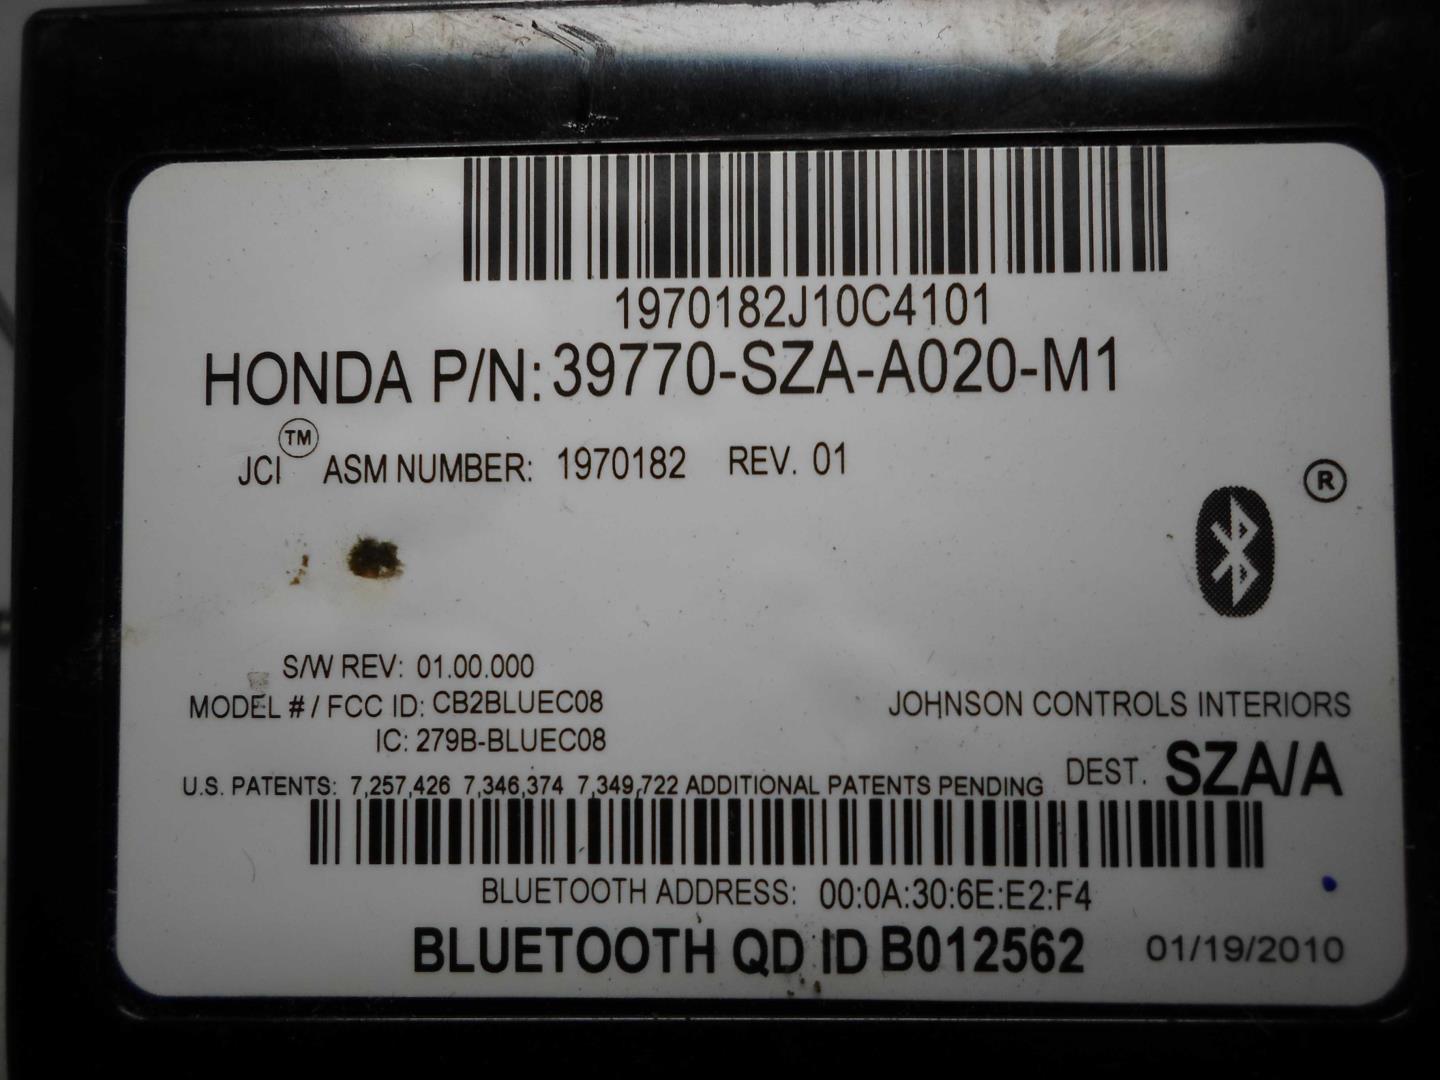 1970182J10C4101
HONDA P/N: 39770-SZA-A020-M1
JCI™ ASM NUMBER: 1970182 REV. 01
®
S/W REV: 01.00.000
MODEL # / FCC ID: CB2BLUEC08
IC: 279B-BLUEC08
JOHNSON CONTROLS INTERIORS
DEST. SZA/A
U.S. PATENTS: 7,257,426 7,346,374 7,349,722 ADDITIONAL PATENTS PENDING
BLUETOOTH ADDRESS: 00:0A:30:6E:E2:F4
BLUETOOTH QD ID B012562
01/19/2010